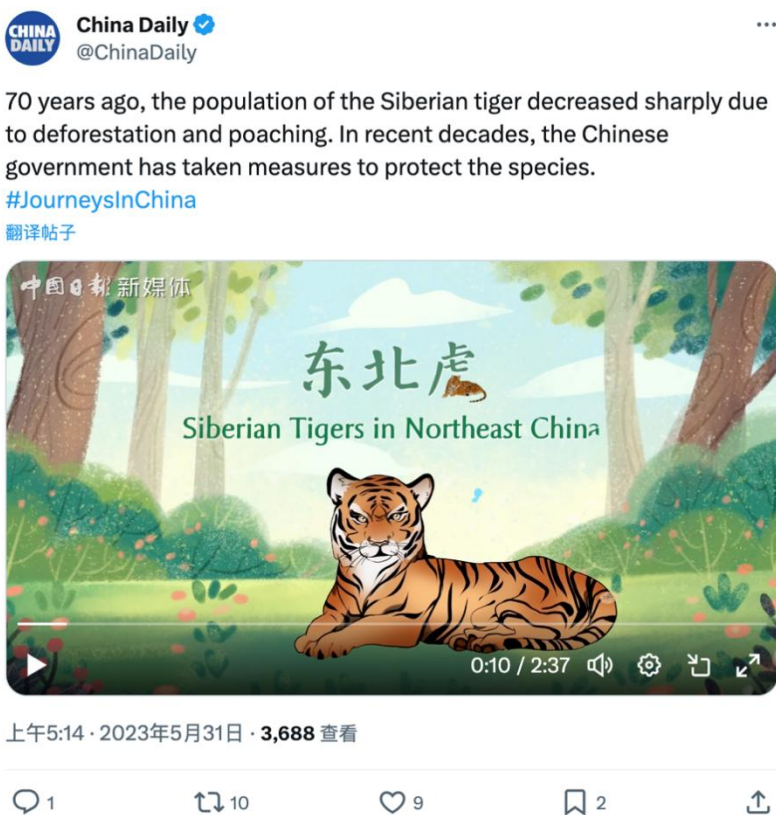 CHINA
DAILY
China Daily
@ChinaDaily
70 years ago, the population of the Siberian tiger decreased sharply due
to deforestation and poaching. In recent decades, the Chinese
government has taken measures to protect the species.
#JourneysInChina
翻译帖子
中国日报新媒体
东北虎
Siberian Tigers in Northeast China
0:10 / 2:37
上午5:14 · 2023年5月31日 · 3,688 查看
1 10 9 2